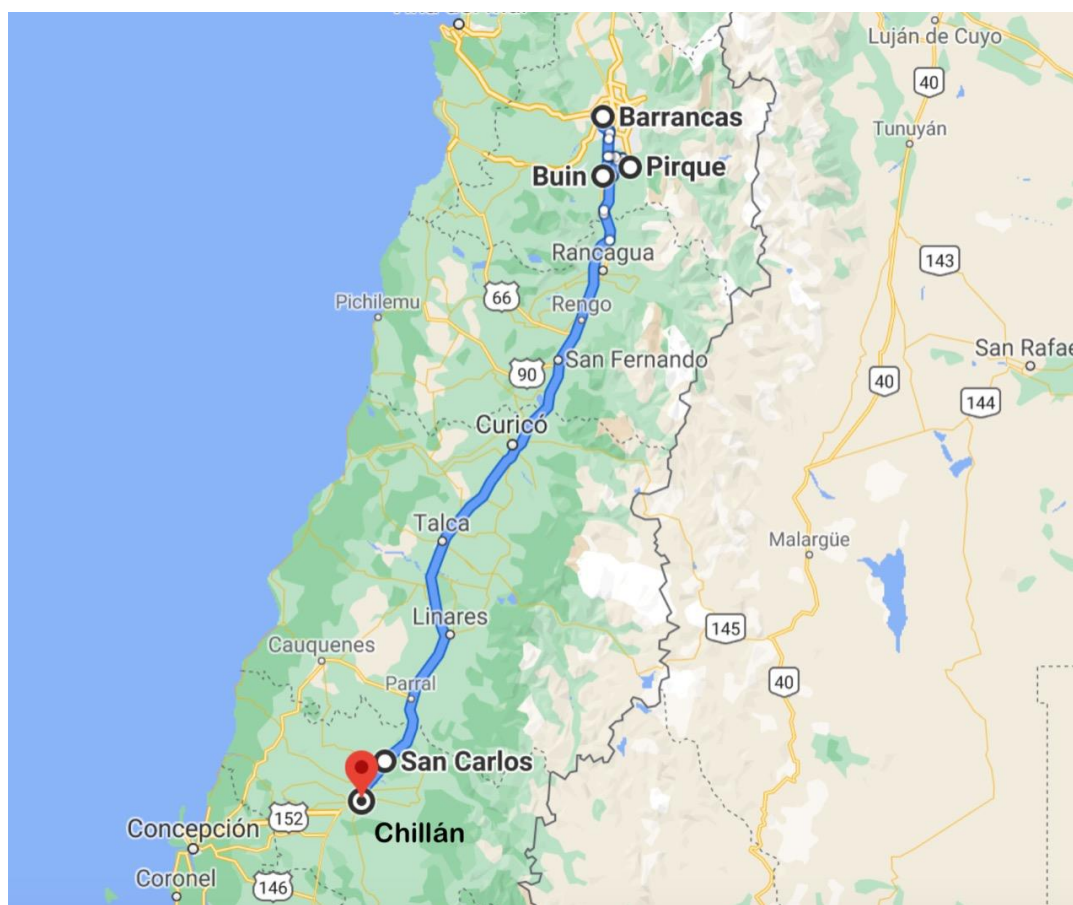 Luján de Cuyo
40
Barrancas
Tunuyán
Pirque
Buin
143
Rancagua
66
Pichilemu
Rengo
San Fernando
San Rafae
90
40
144
Curicó
Talca
Malargüe
Linares
145
Cauquenes
40
Parral
San Carlos
152
Concepción
Chillán
Coronel
146